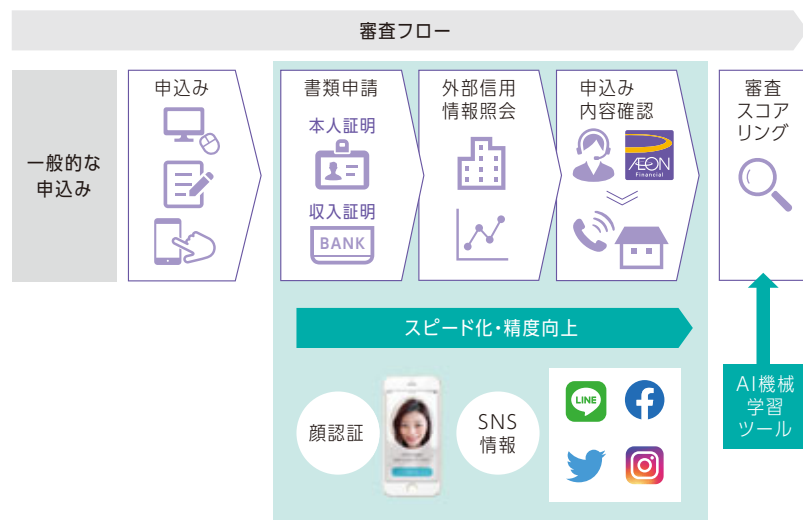 審査フロー
一般的な
申込み
申込み
書類申請
本人証明
収入証明
BANK
外部信用
情報照会
申込み
内容確認
ÆON
Financial
審査
スコア
リング
スピード化・精度向上
顔認証
SNS
情報
LINE
AI機械
学習
ツール